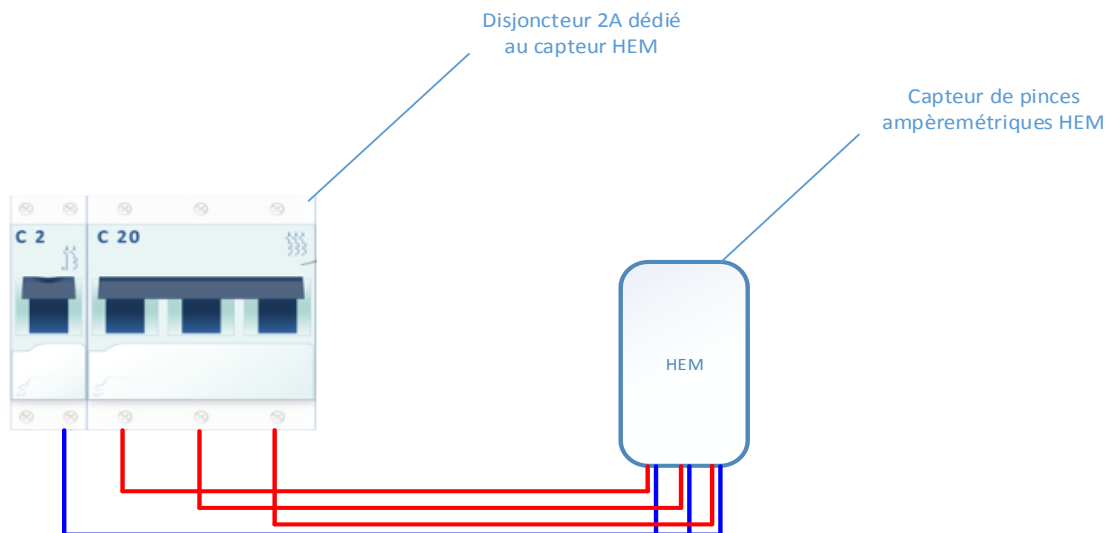 Disjoncteur 2A dédié
au capteur HEM
Capteur de pinces
ampèremétriques HEM
C 2
C 20
HEM